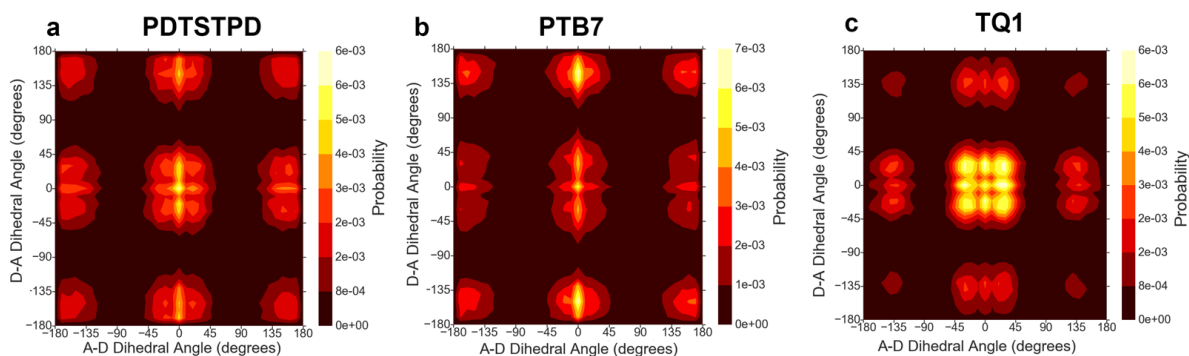 a
PDTSTPD
D-A Dihedral Angle (degrees)
180
135
90
45
0
−45
−90
−135
−180
−180 −135 −90 −45 0 45 90 135 180
A-D Dihedral Angle (degrees)
6e-03
6e-03
5e-03
4e-03
3e-03
2e-03
2e-03
8e-04
0e+00
Probability
b
PTB7
D-A Dihedral Angle (degrees)
180
135
90
45
0
−45
−90
−135
−180
−180 −135 −90 −45 0 45 90 135 180
A-D Dihedral Angle (degrees)
7e-03
6e-03
5e-03
4e-03
3e-03
2e-03
1e-03
0e+00
Probability
c
TQ1
D-A Dihedral Angle (degrees)
180
135
90
45
0
−45
−90
−135
−180
−180 −135 −90 −45 0 45 90 135 180
A-D Dihedral Angle (degrees)
6e-03
6e-03
5e-03
4e-03
3e-03
2e-03
2e-03
8e-04
0e+00
Probability